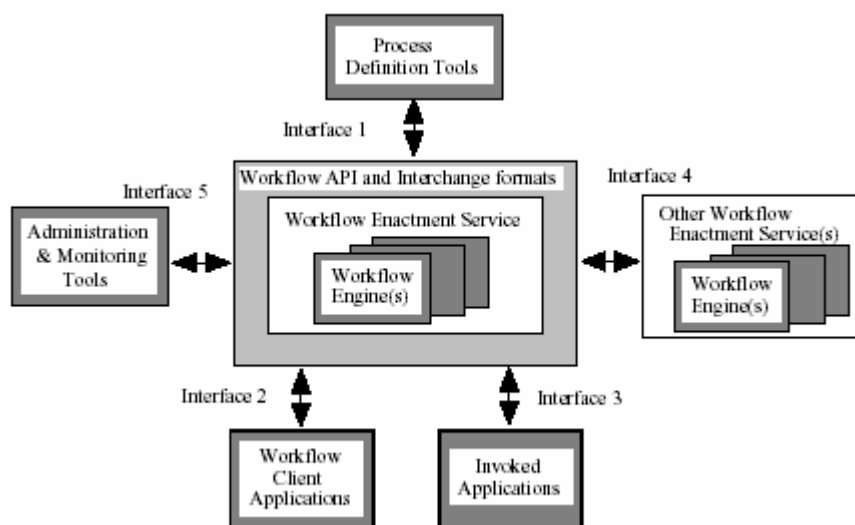 Process
Definition Tools
Interface 1
Workflow API and Interchange formats
Interface 5
Interface 4
Workflow Enactment Service
Other Workflow
Enactment Service(s)
Administration
& Monitoring
Tools
Workflow
Engine(s)
Workflow
Engine(s)
Interface 2
Interface 3
Workflow
Client
Applications
Invoked
Applications